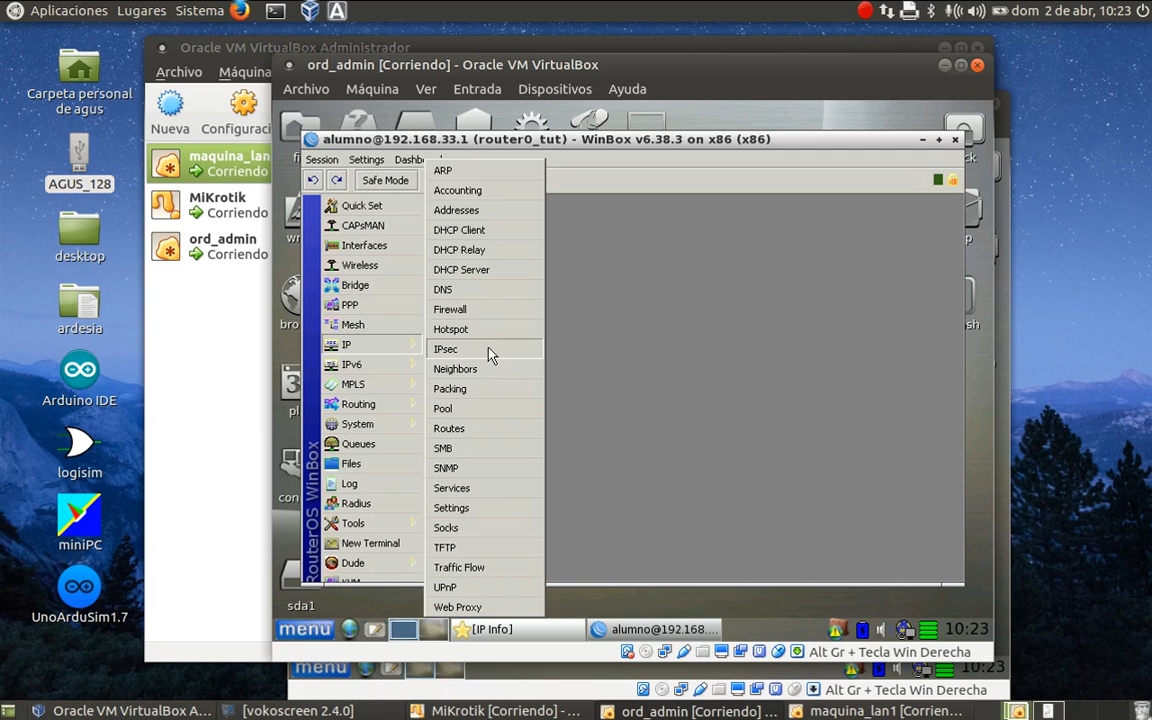 Aplicaciones Lugares Sistema
dom 2 de abr, 10:23
Oracle VM VirtualBox Administrador
Archivo Máquina
Nueva Configuraci
maquina_lan
Corriendo
MiKrotik
Corriendo
ord_admin
Corriendo
Carpeta personal
de agus
AGUS_128
desktop
ardesia
Arduino IDE
logisim
miniPC
UnoArduSim1.7
ord_admin [Corriendo] - Oracle VM VirtualBox
Archivo Máquina Ver Entrada Dispositivos Ayuda
alumno@192.168.33.1 (router0_tut) - WinBox v6.38.3 on x86 (x86)
Session Settings Dashb
Safe Mode
RouterOS WinBox
Quick Set
CAPsMAN
Interfaces
Wireless
Bridge
PPP
Mesh
IP
IPv6
MPLS
Routing
System
Queues
Files
Log
Radius
Tools
New Terminal
Dude
ARP
Accounting
Addresses
DHCP Client
DHCP Relay
DHCP Server
DNS
Firewall
Hotspot
IPsec
Neighbors
Packing
Pool
Routes
SMB
SNMP
Services
Settings
Socks
TFTP
Traffic Flow
UPnP
Web Proxy
sda1
menu [IP Info] alumno@192.168.... 10:23
Alt Gr + Tecla Win Derecha
menu 10:23
Alt Gr + Tecla Win Derecha
Oracle VM VirtualBox A... [vokoscreen 2.4.0] MiKrotik [Corriendo] -... ord_admin [Corriendo] ... maquina_lan1 [Corrien...